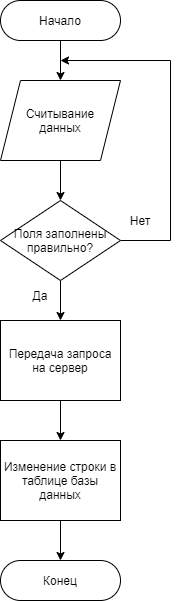 Начало
Считывание
данных
Поля заполнены
правильно?
Нет
Да
Передача запроса
на сервер
Изменение строки в
таблице базы
данных
Конец